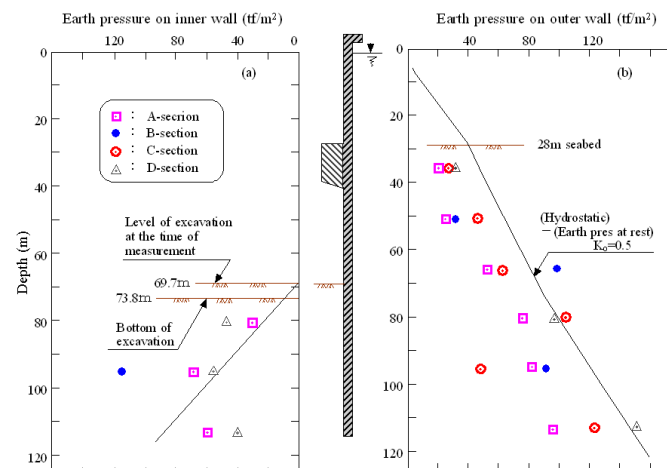 Earth pressure on inner wall (tf/m²)
120 80 40 0
Depth (m)
0
20
40
60
80
100
120
(a)
: A-secrion
: B-section
: C-section
: D-section
Level of excavation
at the time of
measurement
69.7m
73.8m
Bottom of
excavation
Earth pressure on outer wall (tf/m²)
0 40 80 120
0
20
40
60
80
100
120
(b)
28m seabed
(Hydrostatic)
− (Earth pres at rest)
K₀=0.5